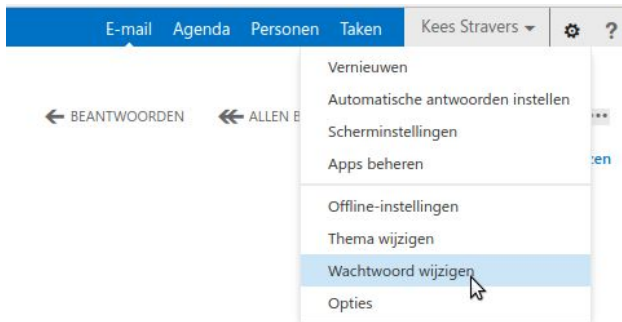 E-mail Agenda Personen Taken Kees Stravers ?
Vernieuwen
Automatische antwoorden instellen
BEANTWOORDEN ALLEN B
Scherminstellingen
Apps beheren
Offline-instellingen
Thema wijzigen
Wachtwoord wijzigen
Opties